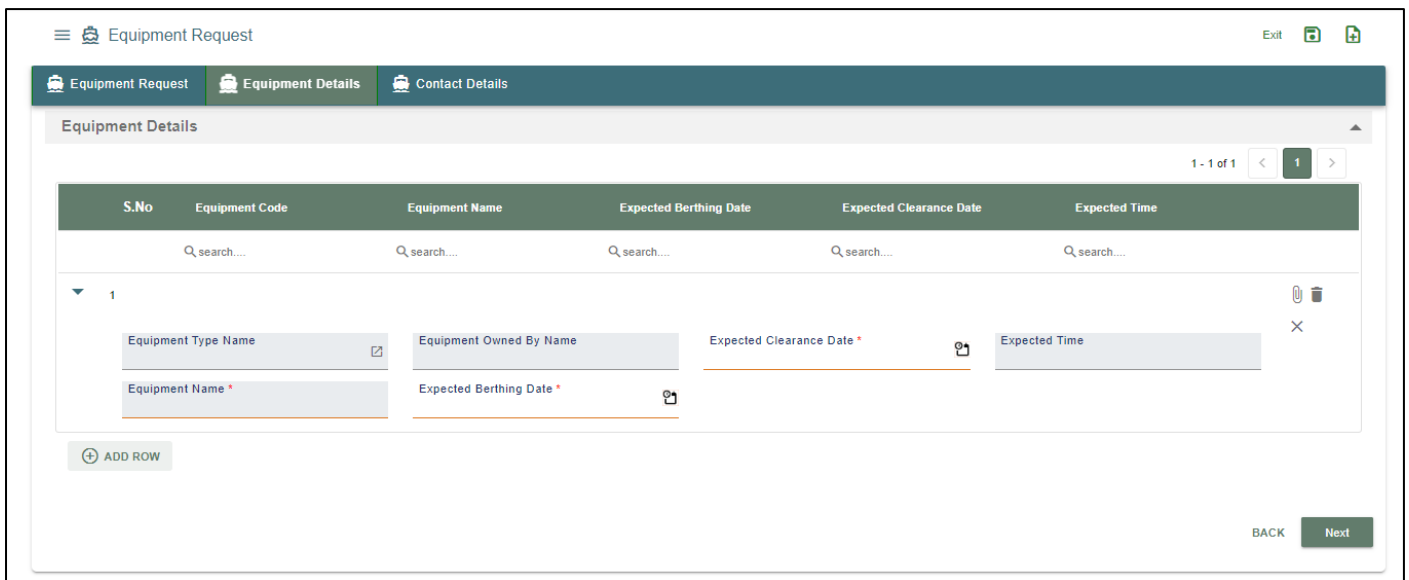 Equipment Request Exit
Equipment Request Equipment Details Contact Details
Equipment Details
1 - 1 of 1 < 1 >
S.No Equipment Code Equipment Name Expected Berthing Date Expected Clearance Date Expected Time
search.... search.... search.... search.... search....
1
Equipment Type Name Equipment Owned By Name Expected Clearance Date * Expected Time
Equipment Name * Expected Berthing Date *
ADD ROW
BACK Next